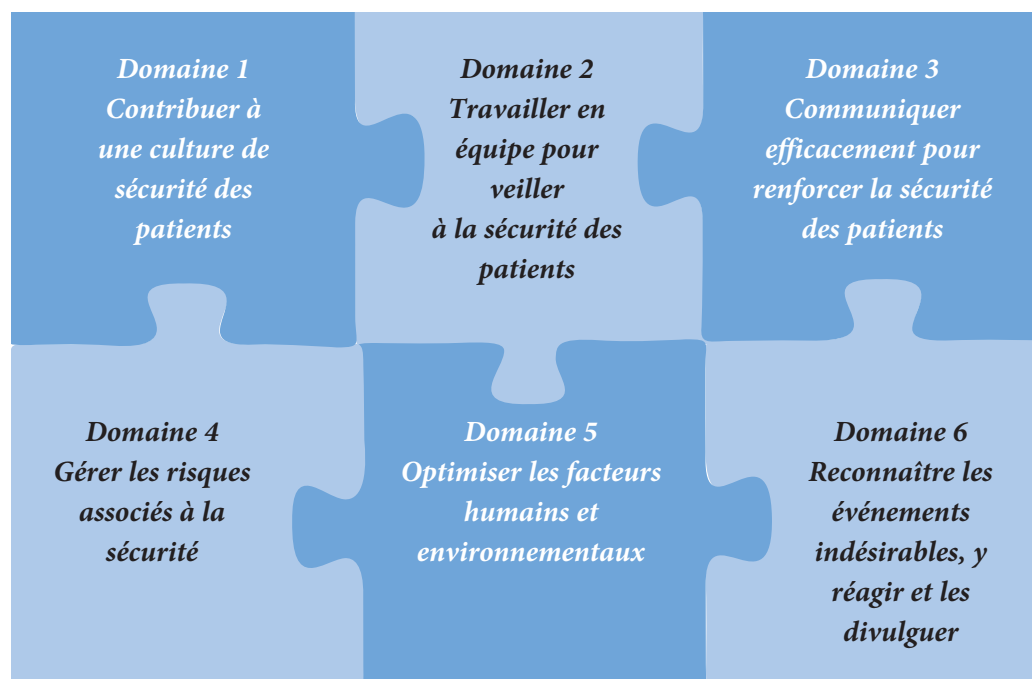 Domaine 1
Contribuer à
une culture de
sécurité des
patients
Domaine 2
Travailler en
équipe pour
veiller
à la sécurité des
patients
Domaine 3
Communiquer
efficacement pour
renforcer la sécurité
des patients
Domaine 4
Gérer les risques
associés à la
sécurité
Domaine 5
Optimiser les facteurs
humains et
environnementaux
Domaine 6
Reconnaître les
événements
indésirables, y
réagir et les
divulguer